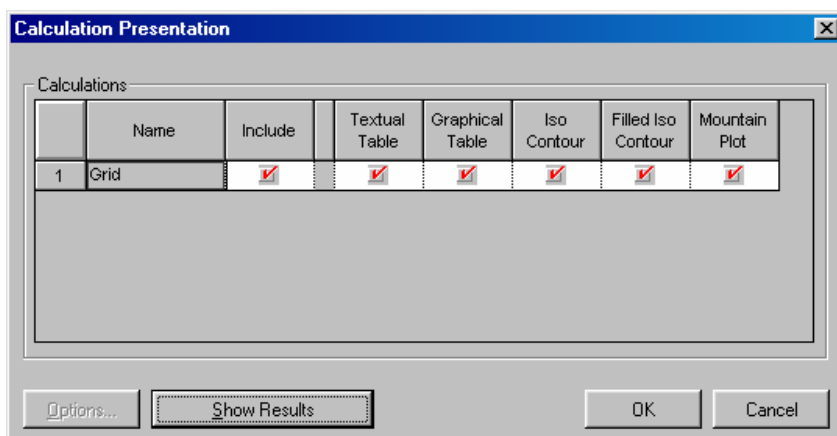 Calculation Presentation
Calculations
Name Include Textual Table Graphical Table Iso Contour Filled Iso Contour Mountain Plot
1 Grid
Options... Show Results OK Cancel